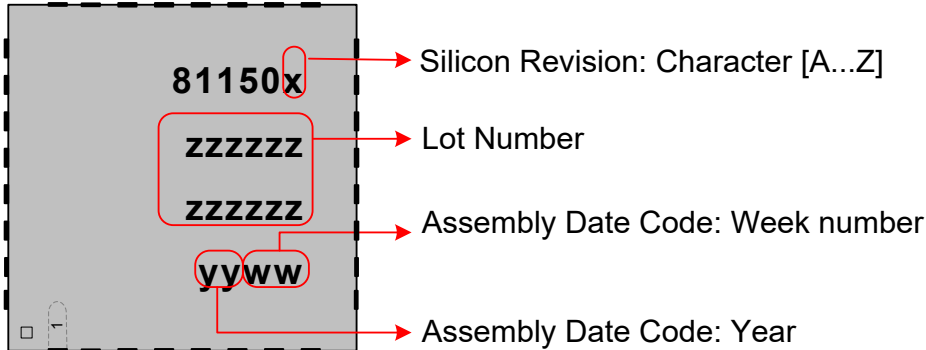 81150x
Silicon Revision: Character [A...Z]
zzzzzz
Lot Number
zzzzzz
Assembly Date Code: Week number
yyww
1
Assembly Date Code: Year